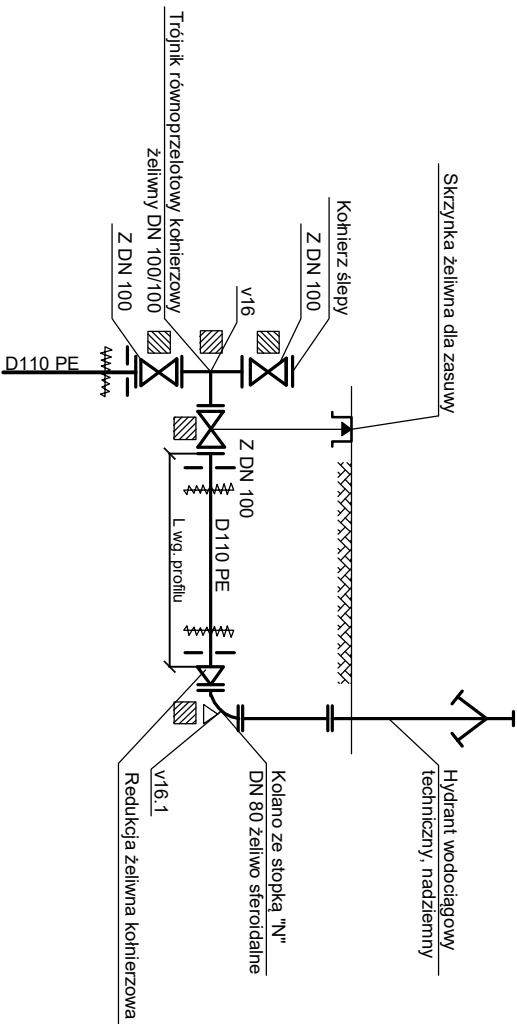 Trójnik równoprzelotowy kołnierzowy
żeliwny DN 100/100
Z DN 100
D110 PE
v16
Z DN 100
Kołnierz ślepy
Skrzynka żeliwna dla zasuwy
Z DN 100
D110 PE
L wg. profilu
Hydrant wodociągowy
techniczny, nadziemny
Kolano ze stopką "N"
DN 80 żeliwo sferoidalne
v16.1
Redukcja żeliwna kołnierzowa